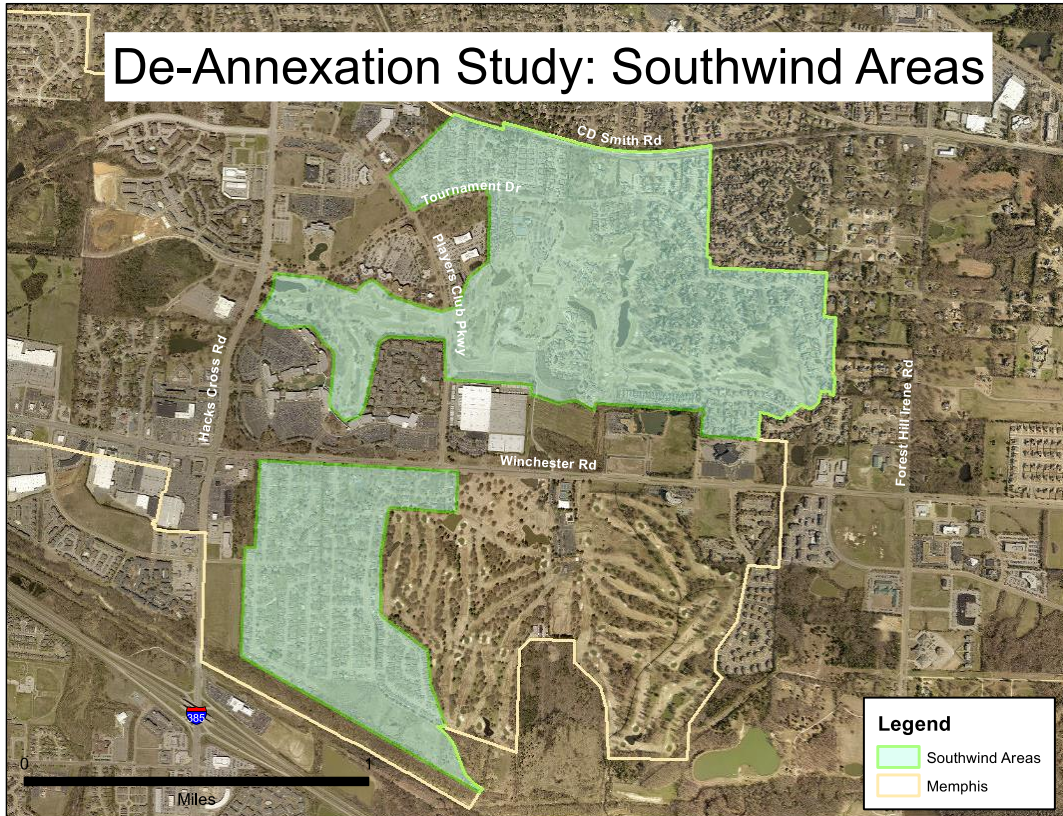 De-Annexation Study: Southwind Areas
CD Smith Rd
Tournament Dr
Players Club Pkwy
Hacks Cross Rd
Forest Hill Irene Rd
Winchester Rd
385
0 1
Miles
Legend
Southwind Areas
Memphis